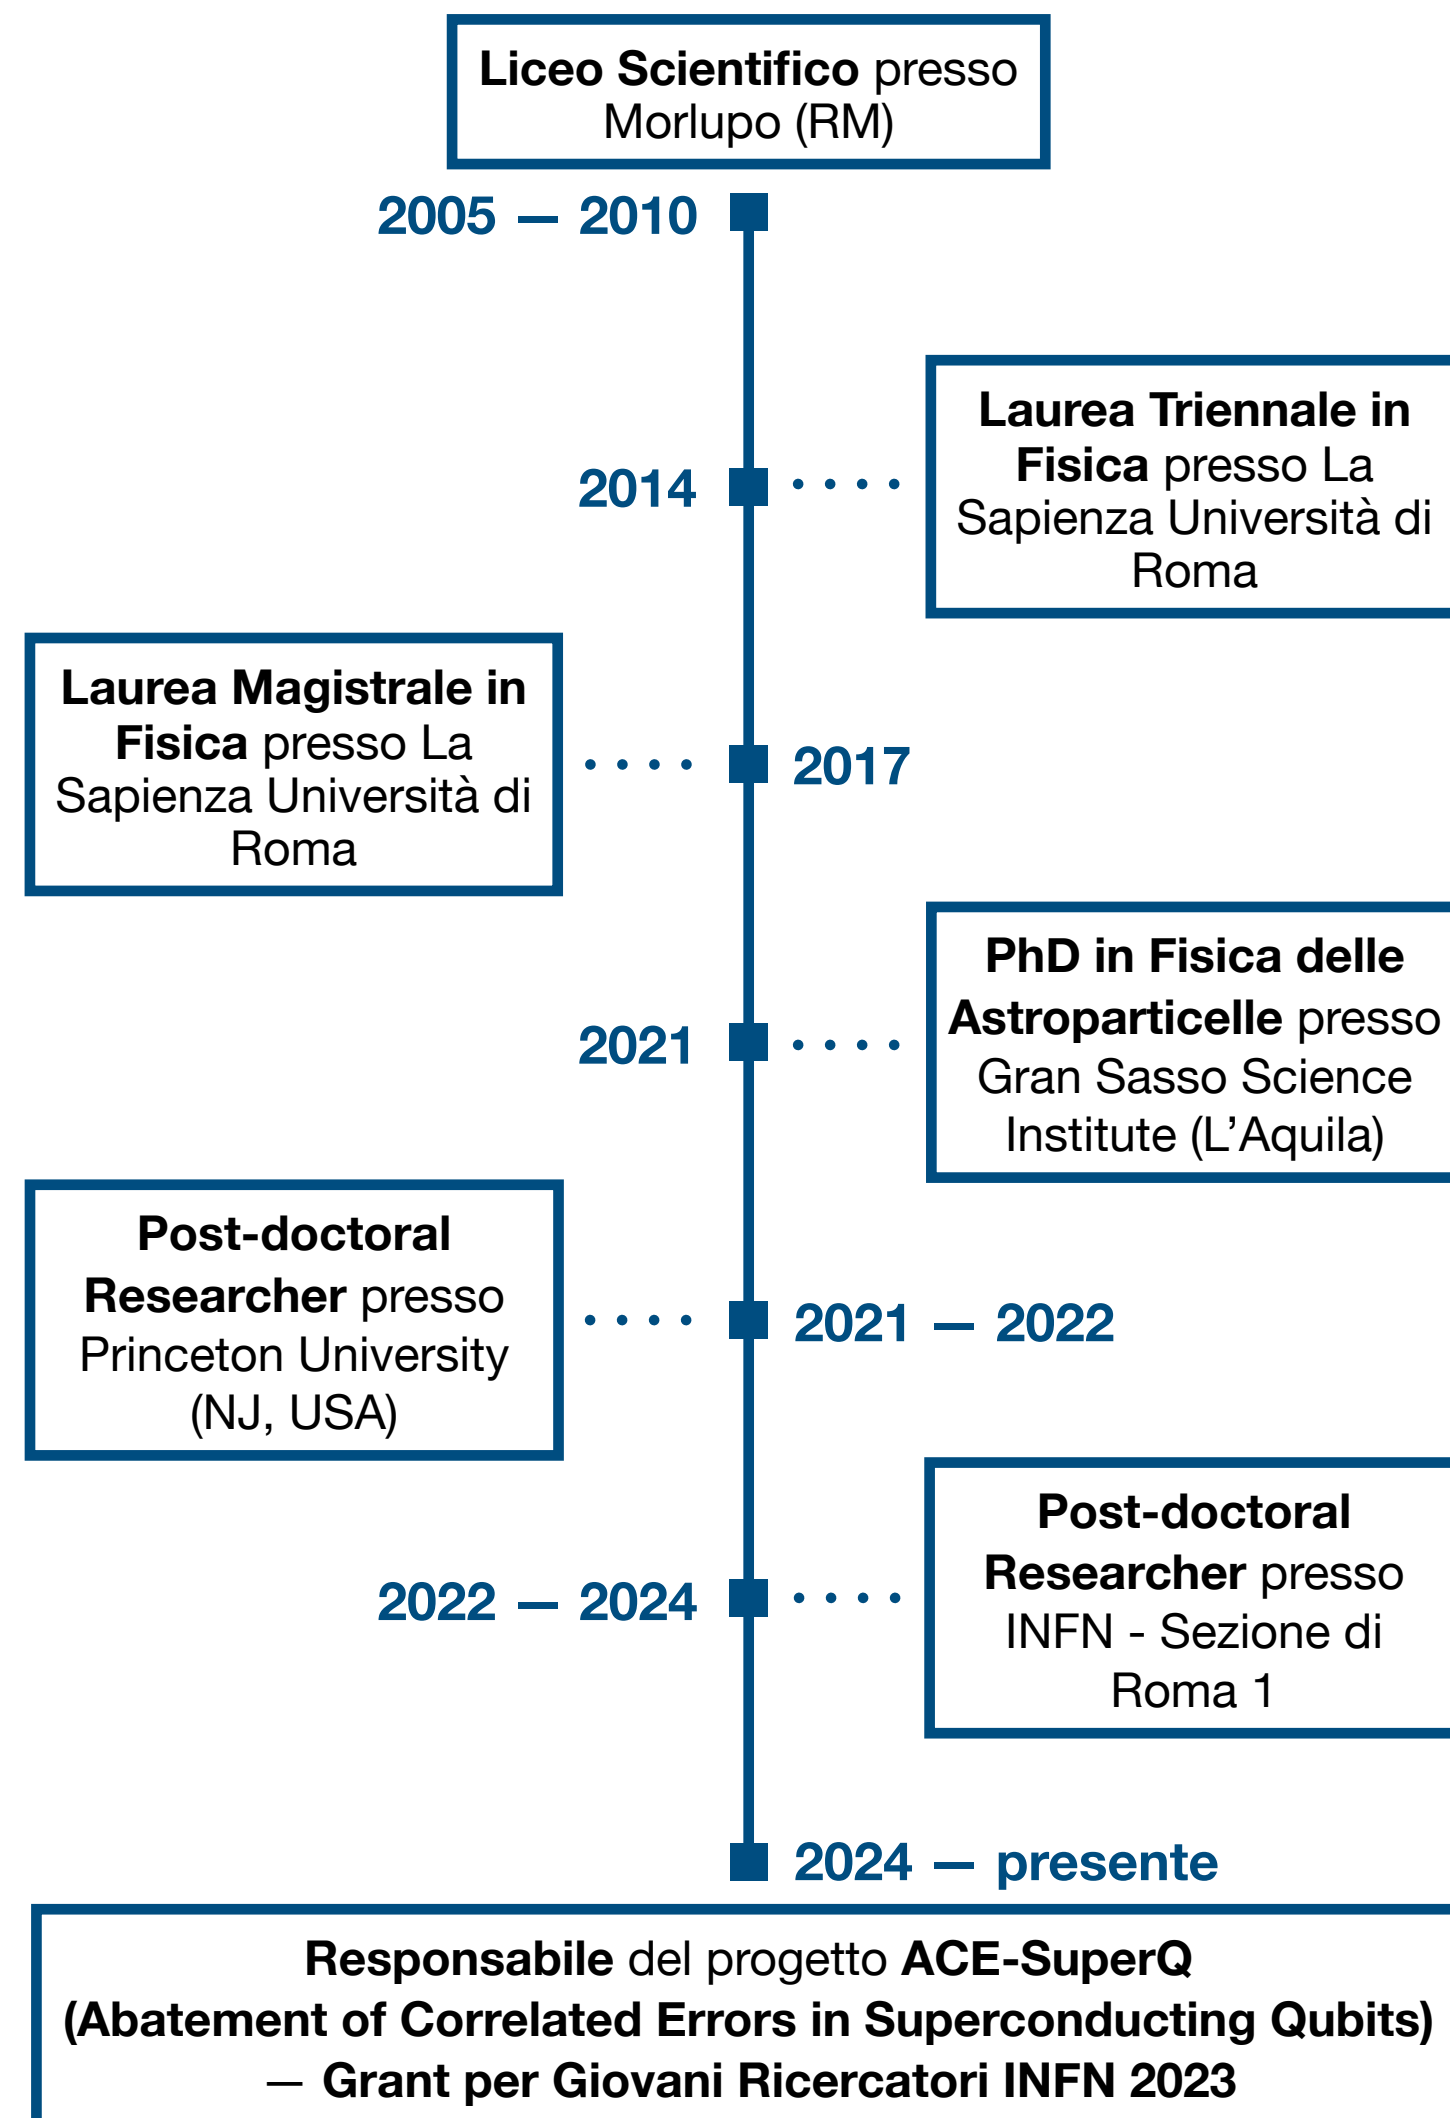 Liceo Scientifico presso
Morlupo (RM)
2005 — 2010
Laurea Triennale in
Fisica presso La
Sapienza Università di
Roma
2014
Laurea Magistrale in
Fisica presso La
Sapienza Università di
Roma
2017
PhD in Fisica delle
Astroparticelle presso
Gran Sasso Science
Institute (L’Aquila)
2021
Post-doctoral
Researcher presso
Princeton University
(NJ, USA)
2021 — 2022
Post-doctoral
Researcher presso
INFN - Sezione di
Roma 1
2022 — 2024
2024 — presente
Responsabile del progetto ACE-SuperQ
(Abatement of Correlated Errors in Superconducting Qubits)
— Grant per Giovani Ricercatori INFN 2023